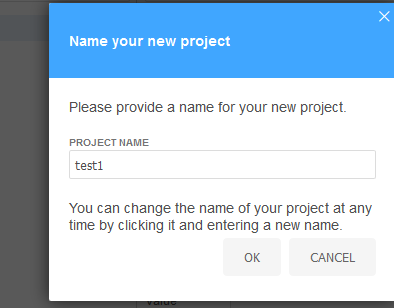 Name your new project
Please provide a name for your new project.
PROJECT NAME
test1
You can change the name of your project at any
time by clicking it and entering a new name.
OK CANCEL
Value